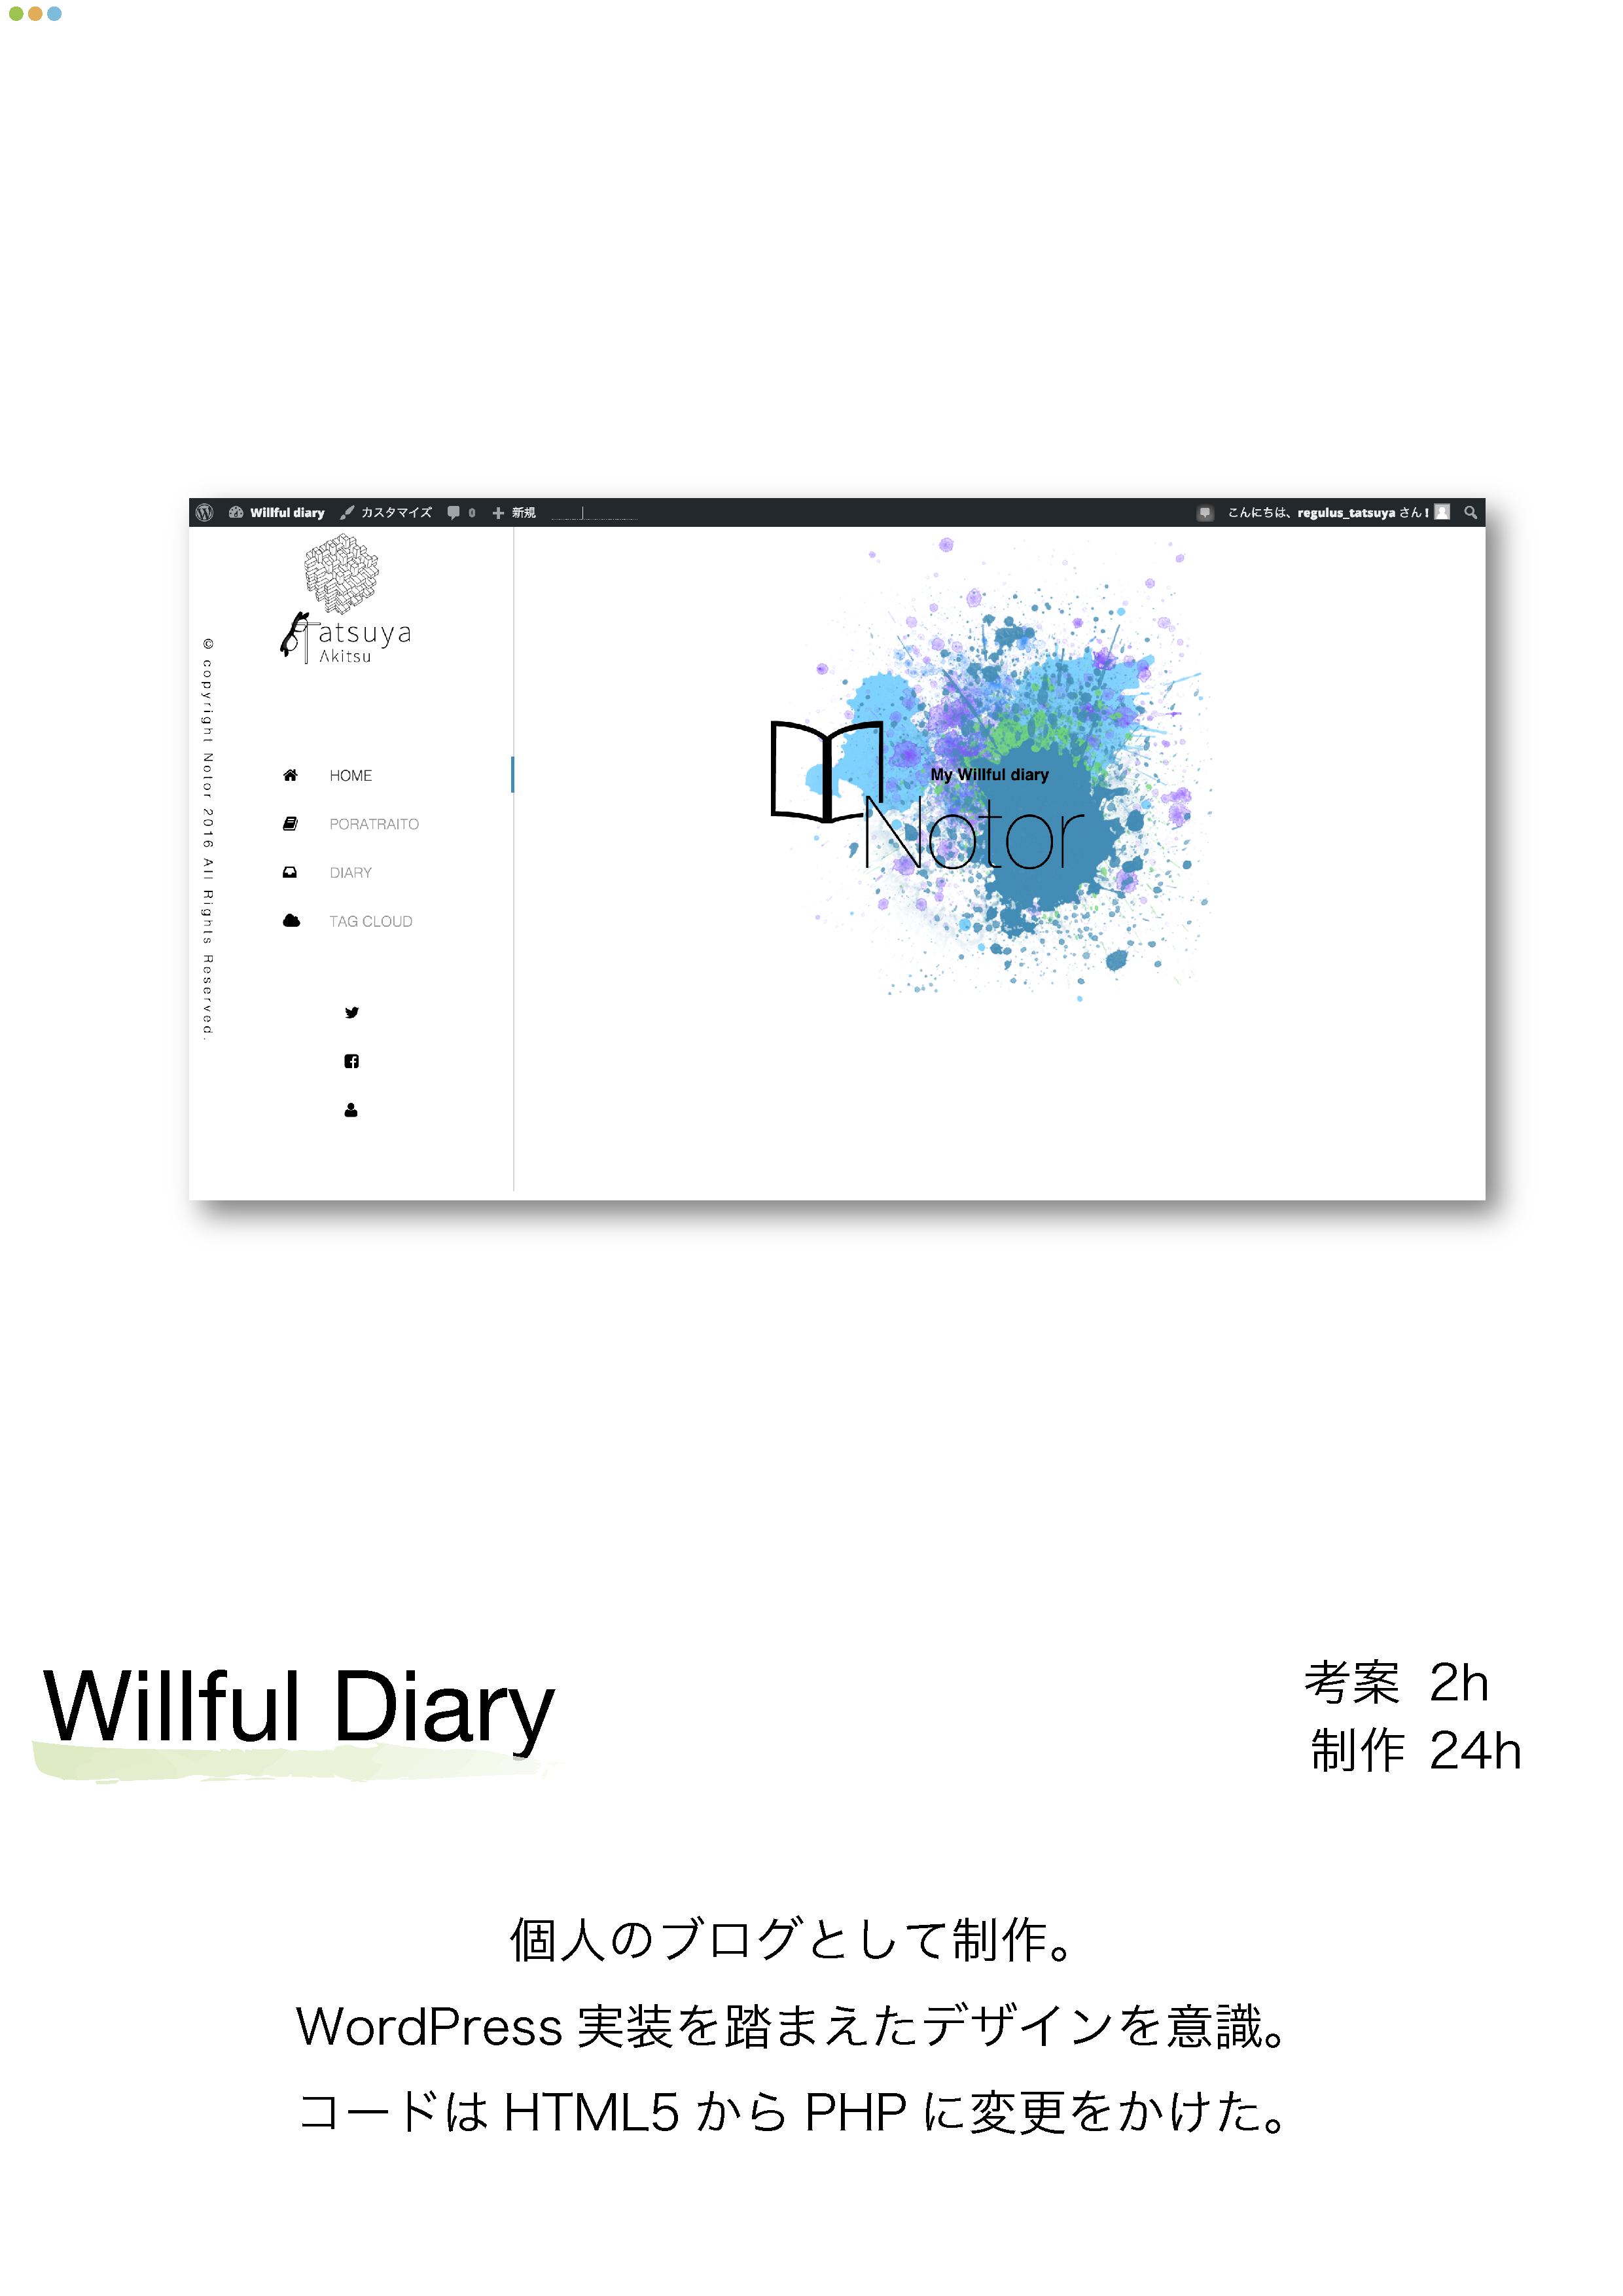 Willful diary カスタマイズ 0 新規
こんにちは、regulus_tatsuya さん !
Tatsuya
Akitsu
© copyright Notor 2016 All Rights Reserved.
HOME
PORATRAITO
DIARY
TAG CLOUD
My Willful diary
Notor
Willful Diary
考案 2h
制作 24h
個人のブログとして制作。
WordPress 実装を踏まえたデザインを意識。
コードは HTML5 から PHP に変更をかけた。